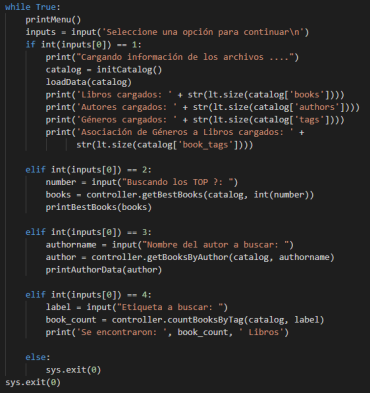 while True:
    printMenu()
    inputs = input('Seleccione una opción para continuar\n')
    if int(inputs[0]) == 1:
        print("Cargando información de los archivos ....")
        catalog = initCatalog()
        loadData(catalog)
        print('Libros cargados: ' + str(lt.size(catalog['books'])))
        print('Autores cargados: ' + str(lt.size(catalog['authors'])))
        print('Géneros cargados: ' + str(lt.size(catalog['tags'])))
        print('Asociación de Géneros a Libros cargados: ' +
              str(lt.size(catalog['book_tags'])))

    elif int(inputs[0]) == 2:
        number = input("Buscando los TOP ?: ")
        books = controller.getBestBooks(catalog, int(number))
        printBestBooks(books)

    elif int(inputs[0]) == 3:
        authorname = input("Nombre del autor a buscar: ")
        author = controller.getBooksByAuthor(catalog, authorname)
        printAuthorData(author)

    elif int(inputs[0]) == 4:
        label = input("Etiqueta a buscar: ")
        book_count = controller.countBooksByTag(catalog, label)
        print('Se encontraron: ', book_count, ' Libros')

    else:
        sys.exit(0)
sys.exit(0)